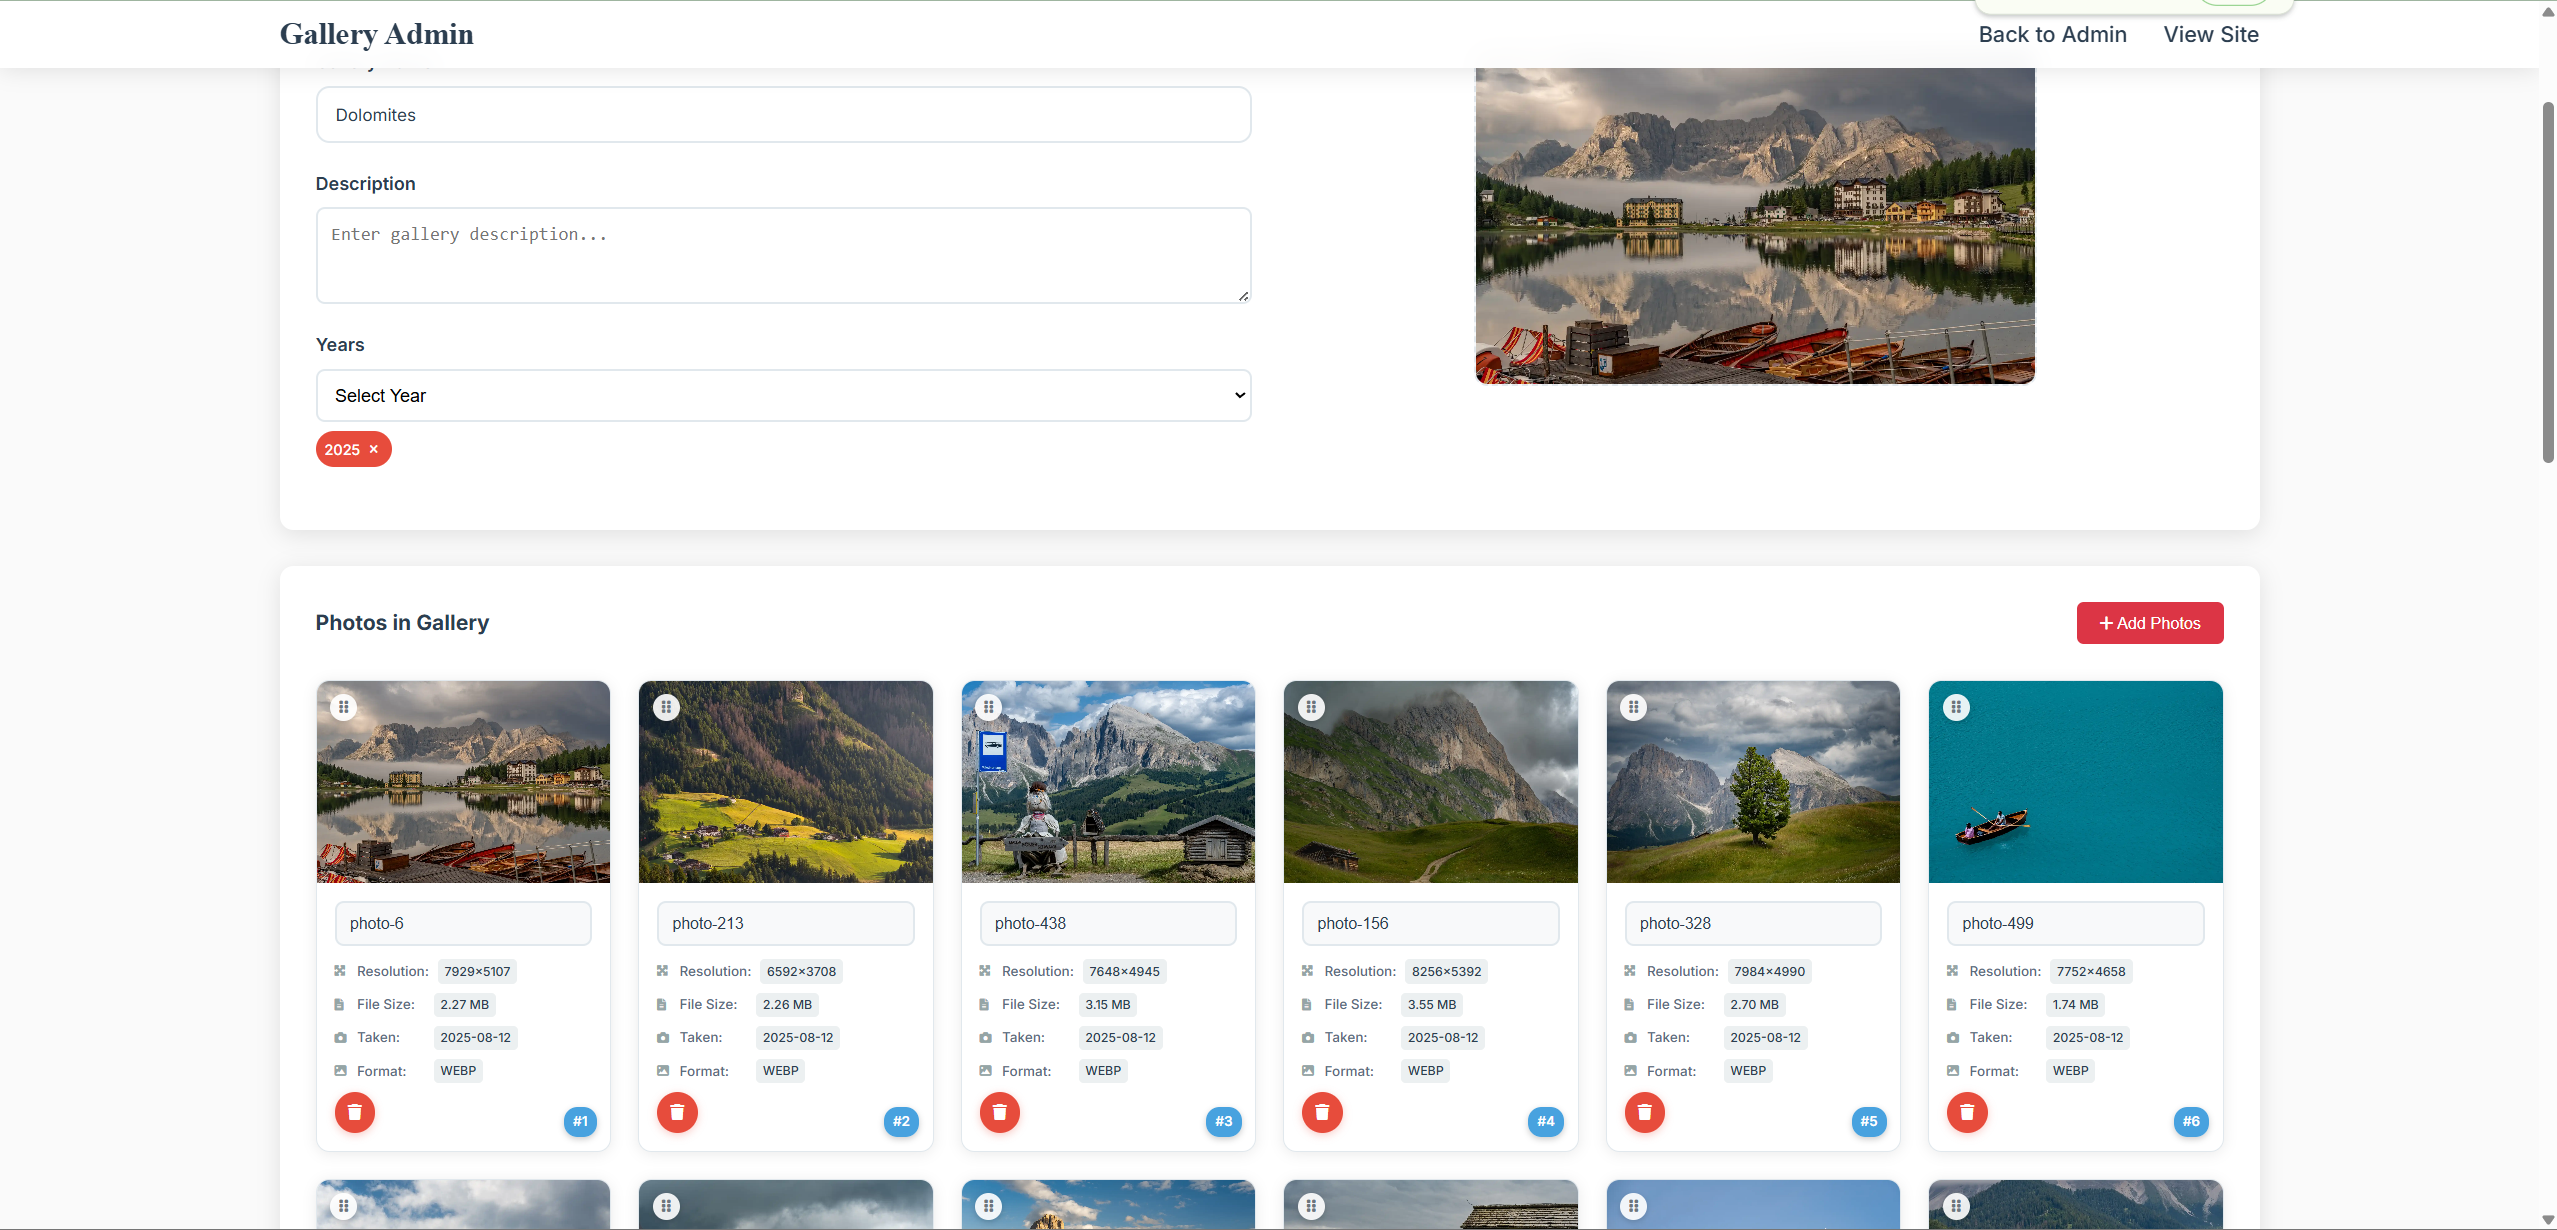 Gallery Admin
Back to Admin
View Site
Dolomites
Description
Enter gallery description...
Years
Select Year
2025 ×
Photos in Gallery
+ Add Photos
photo-6
Resolution: 7929×5107
File Size: 2.27 MB
Taken: 2025-08-12
Format: WEBP
#1
photo-213
Resolution: 6592×3708
File Size: 2.26 MB
Taken: 2025-08-12
Format: WEBP
#2
photo-438
Resolution: 7648×4945
File Size: 3.15 MB
Taken: 2025-08-12
Format: WEBP
#3
photo-156
Resolution: 8256×5392
File Size: 3.55 MB
Taken: 2025-08-12
Format: WEBP
#4
photo-328
Resolution: 7984×4990
File Size: 2.70 MB
Taken: 2025-08-12
Format: WEBP
#5
photo-499
Resolution: 7752×4658
File Size: 1.74 MB
Taken: 2025-08-12
Format: WEBP
#6